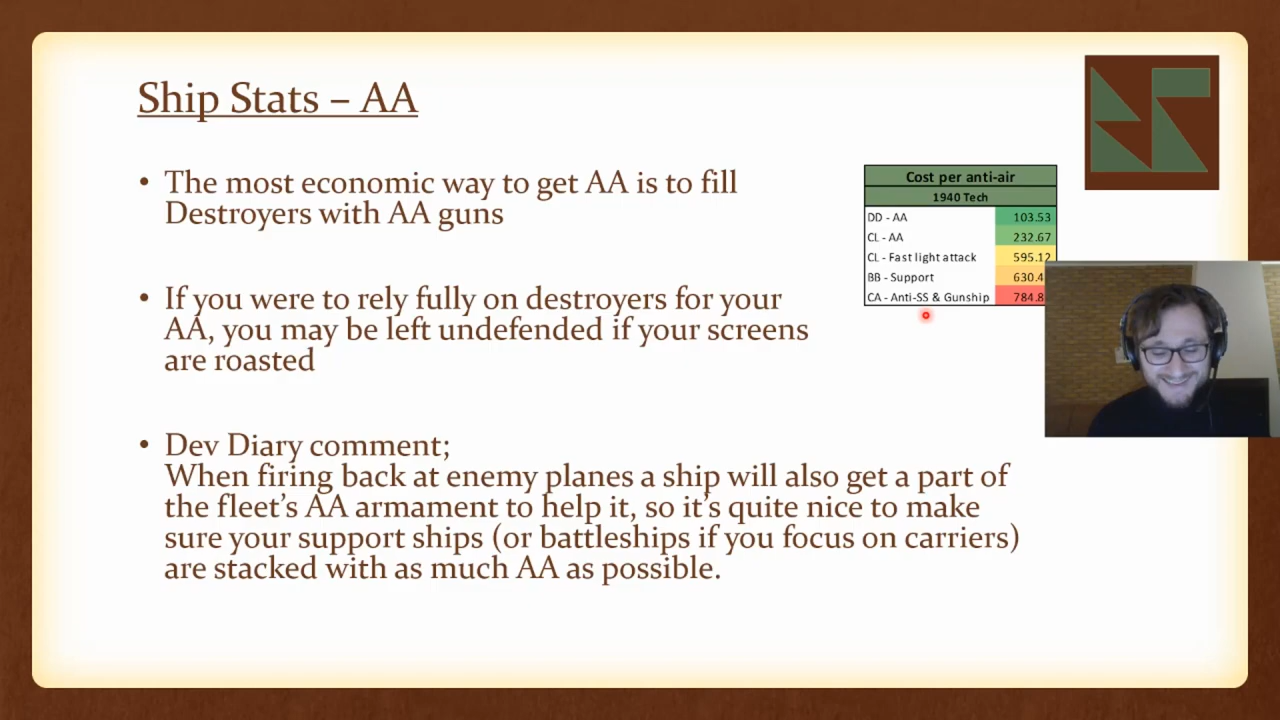 Ship Stats – AA
• The most economic way to get AA is to fill
Destroyers with AA guns
• If you were to rely fully on destroyers for your
AA, you may be left undefended if your screens
are roasted
• Dev Diary comment;
When firing back at enemy planes a ship will also get a part of
the fleet's AA armament to help it, so it's quite nice to make
sure your support ships (or battleships if you focus on carriers)
are stacked with as much AA as possible.
Cost per anti-air
1940 Tech
DD - AA 103.53
CL - AA 232.67
CL - Fast light attack 595.12
BB - Support 630.4
CA - Anti-SS & Gunship 784.8